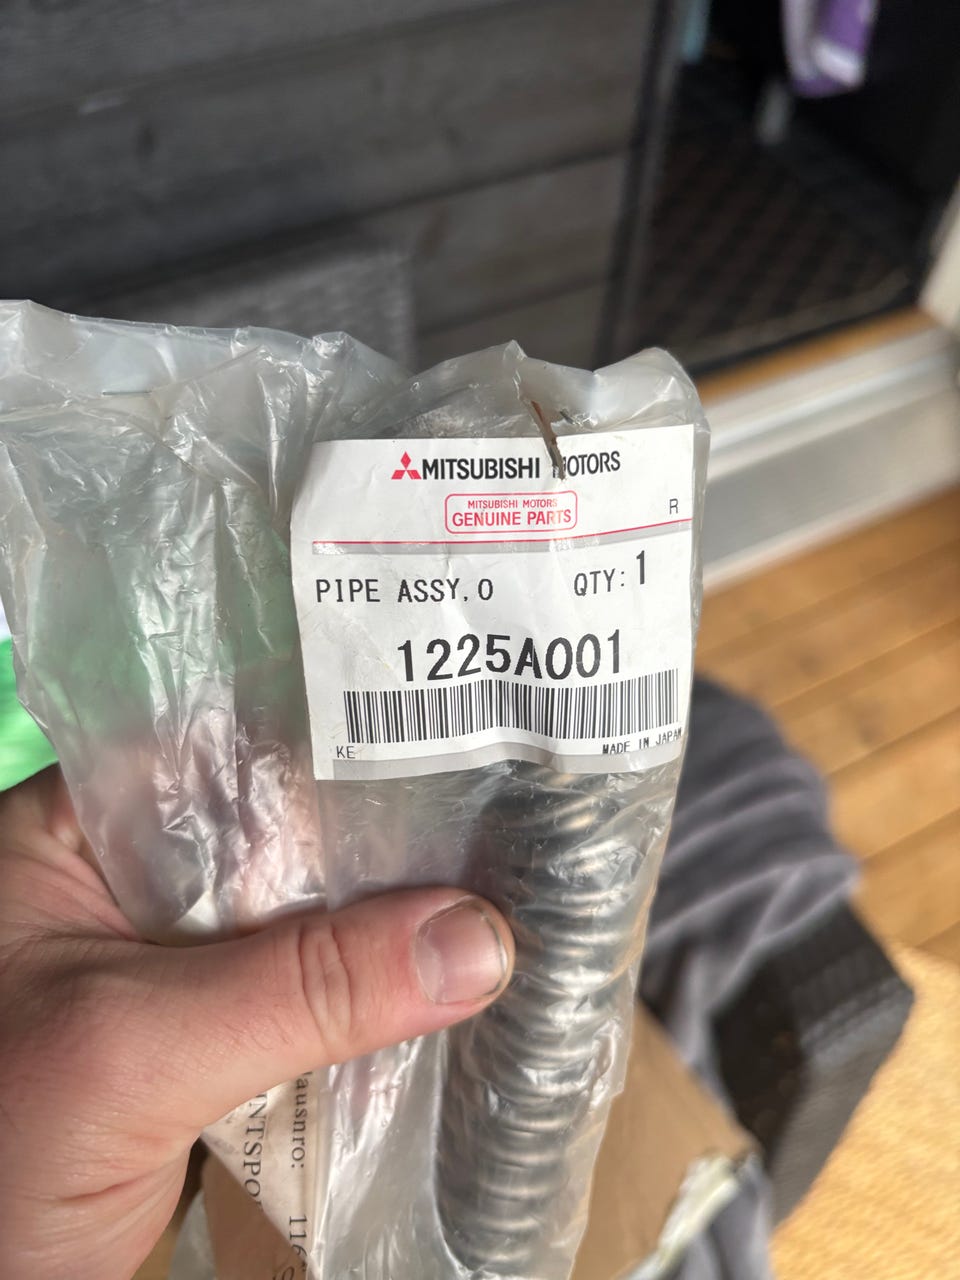 MITSUBISHI MOTORS
MITSUBISHI MOTORS
GENUINE PARTS
R
PIPE ASSY,O QTY: 1
1225A001
KE MADE IN JAPAN